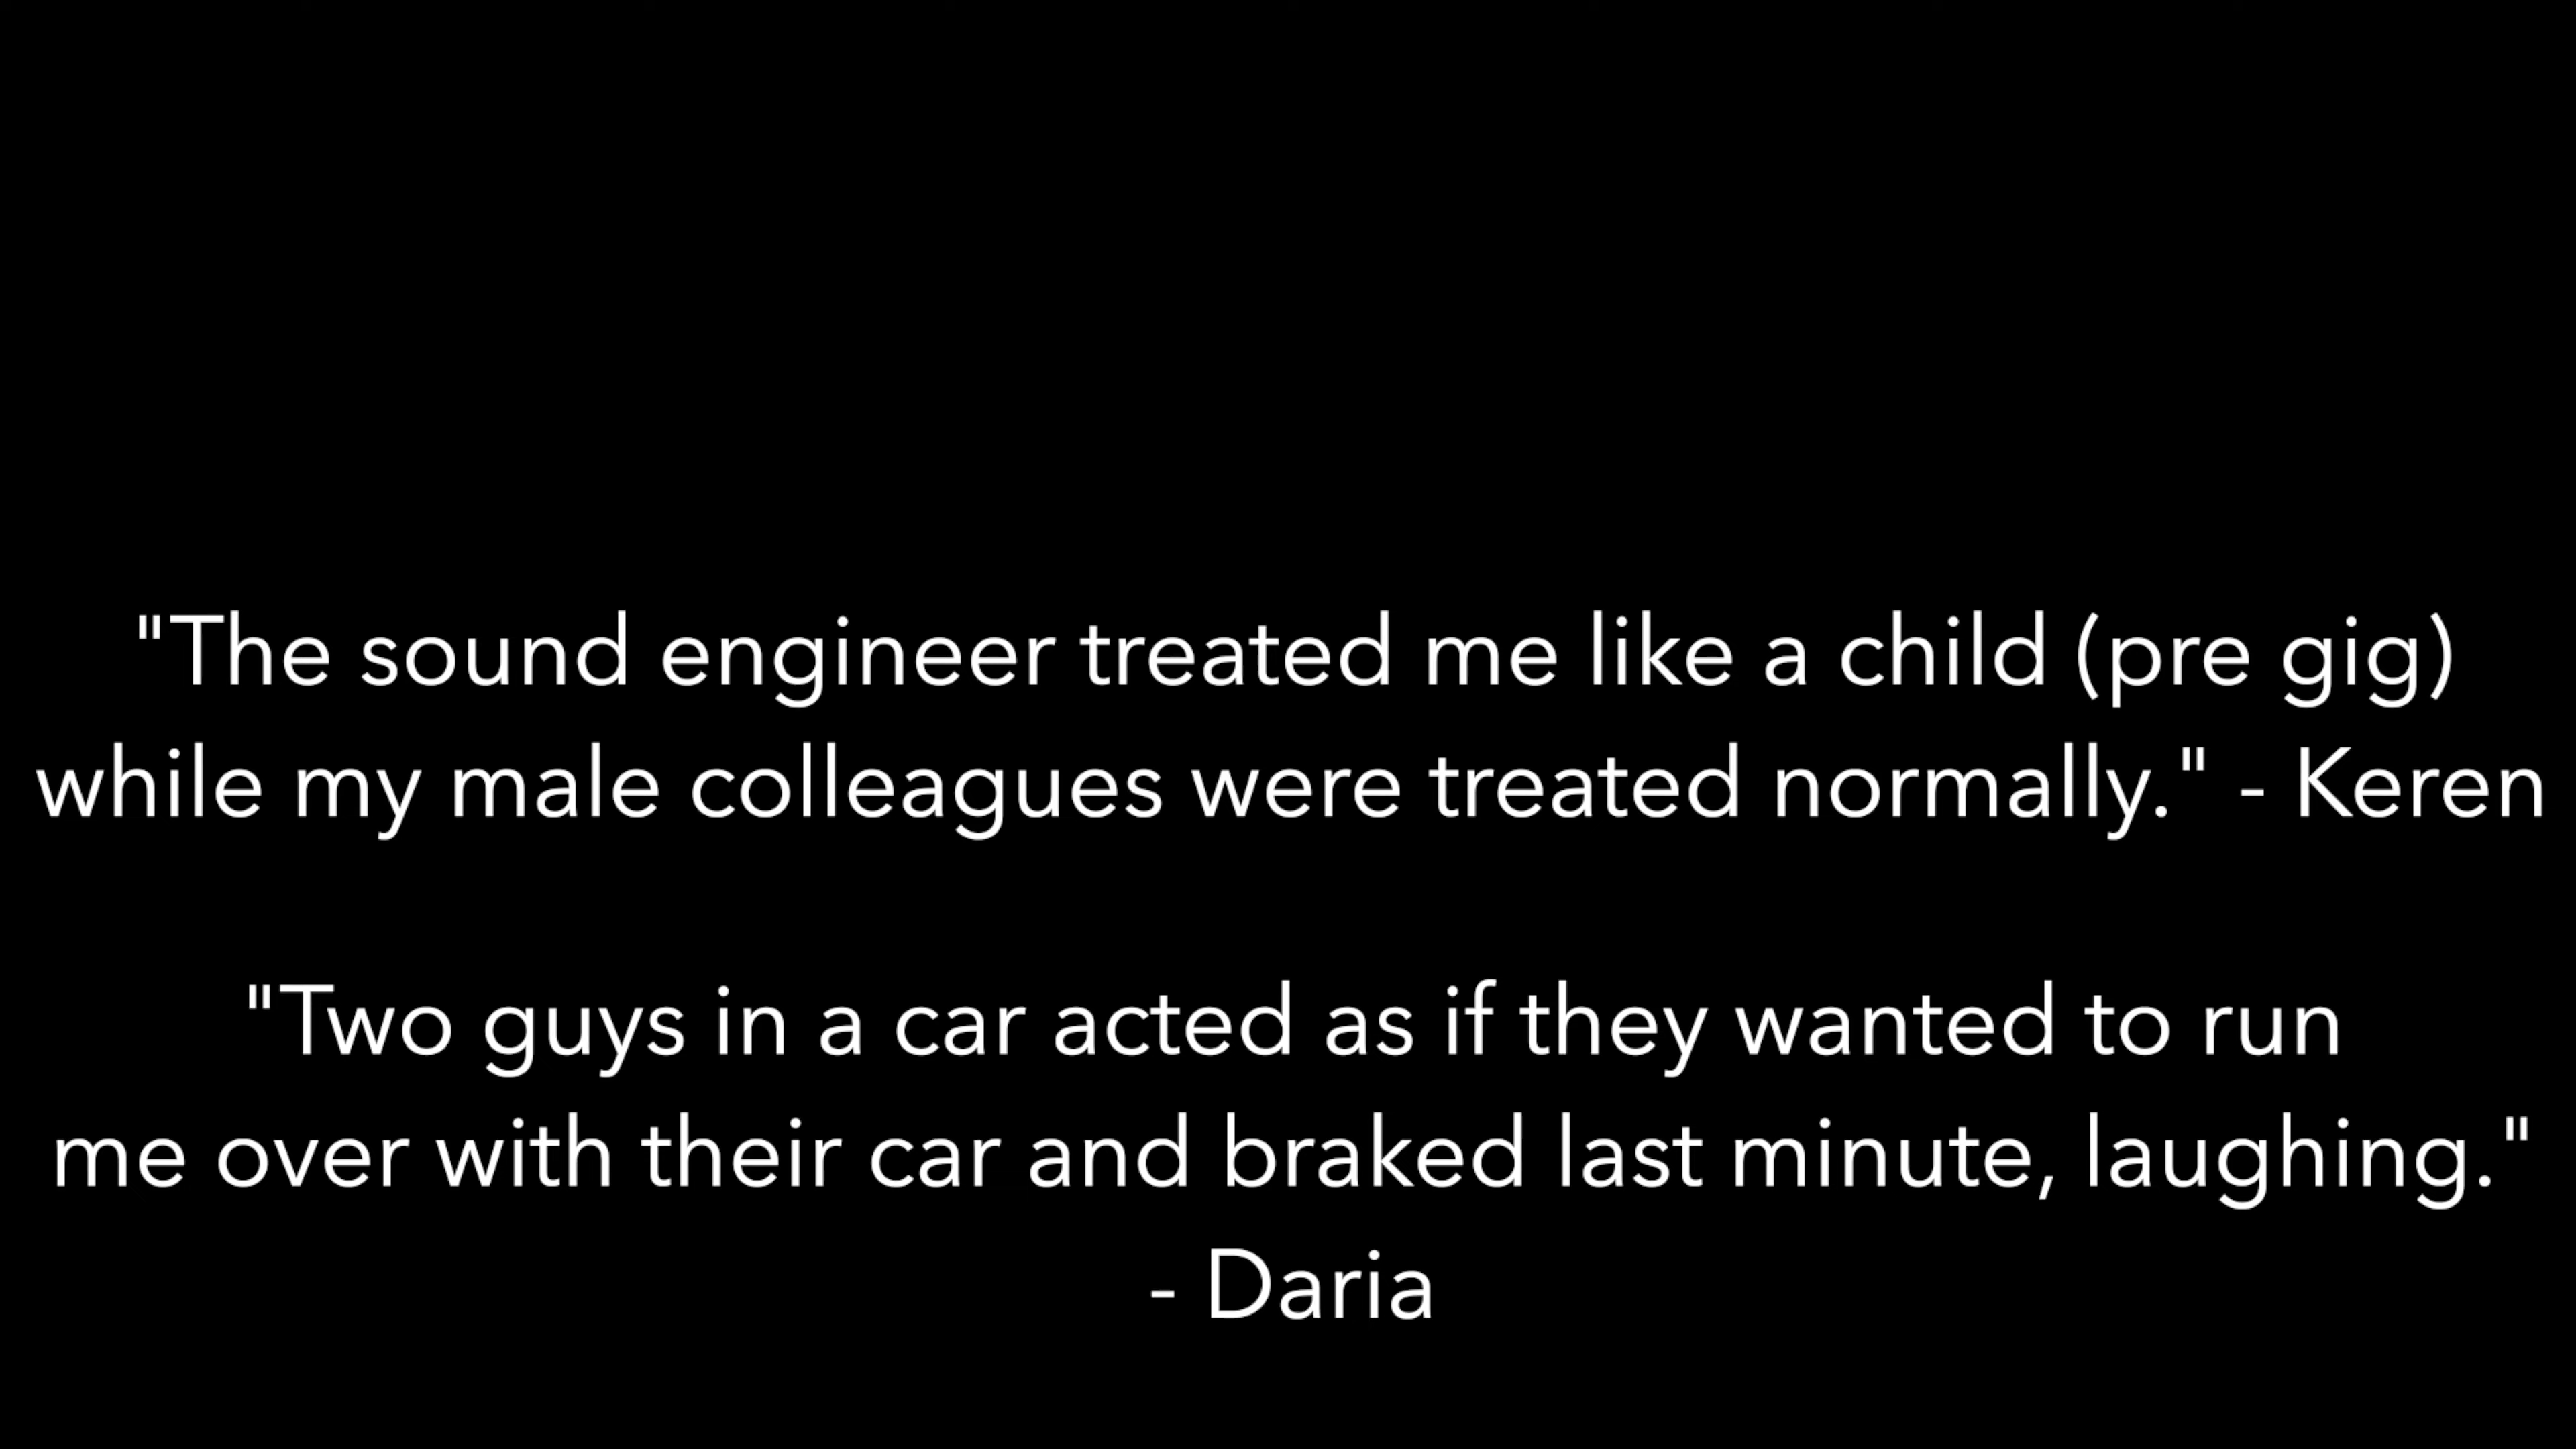 "The sound engineer treated me like a child (pre gig)
while my male colleagues were treated normally." - Keren
"Two guys in a car acted as if they wanted to run
me over with their car and braked last minute, laughing."
- Daria